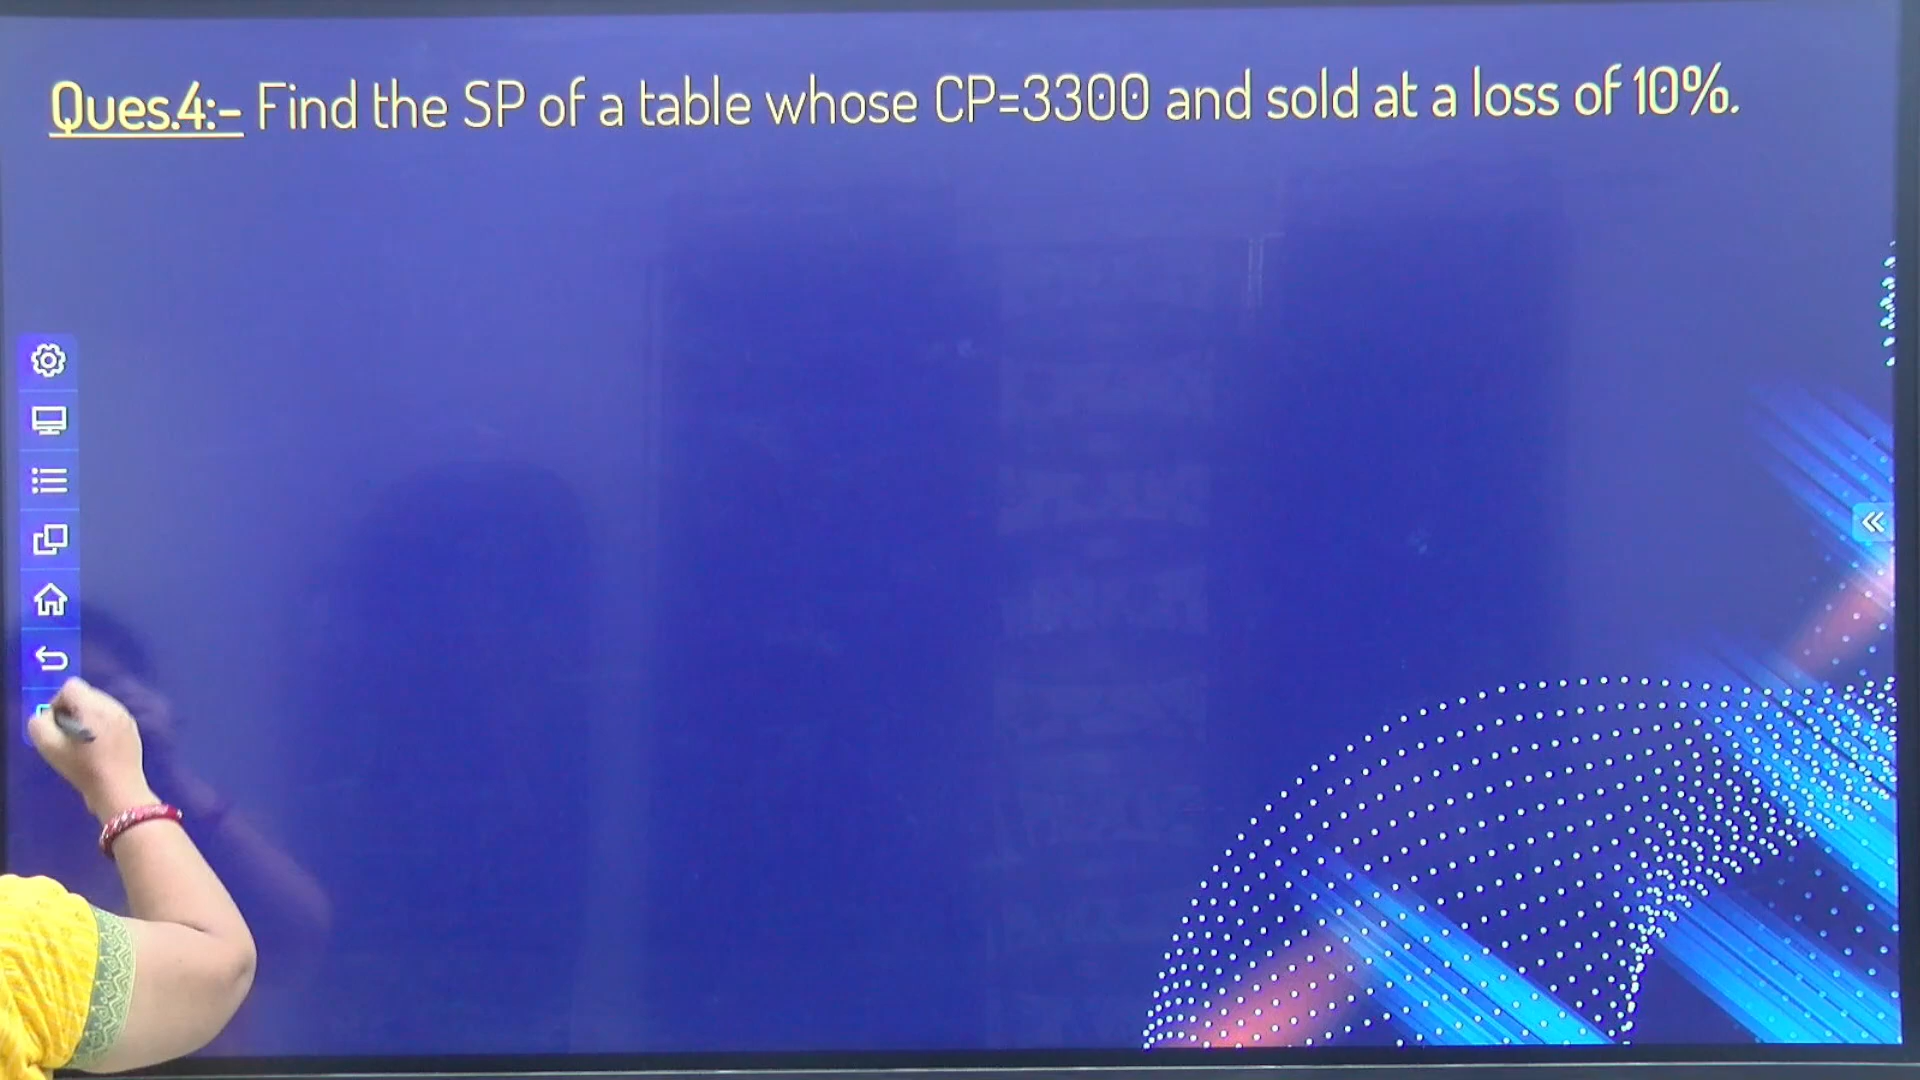 Ques.4:- Find the SP of a table whose CP=3300 and sold at a loss of 10%.